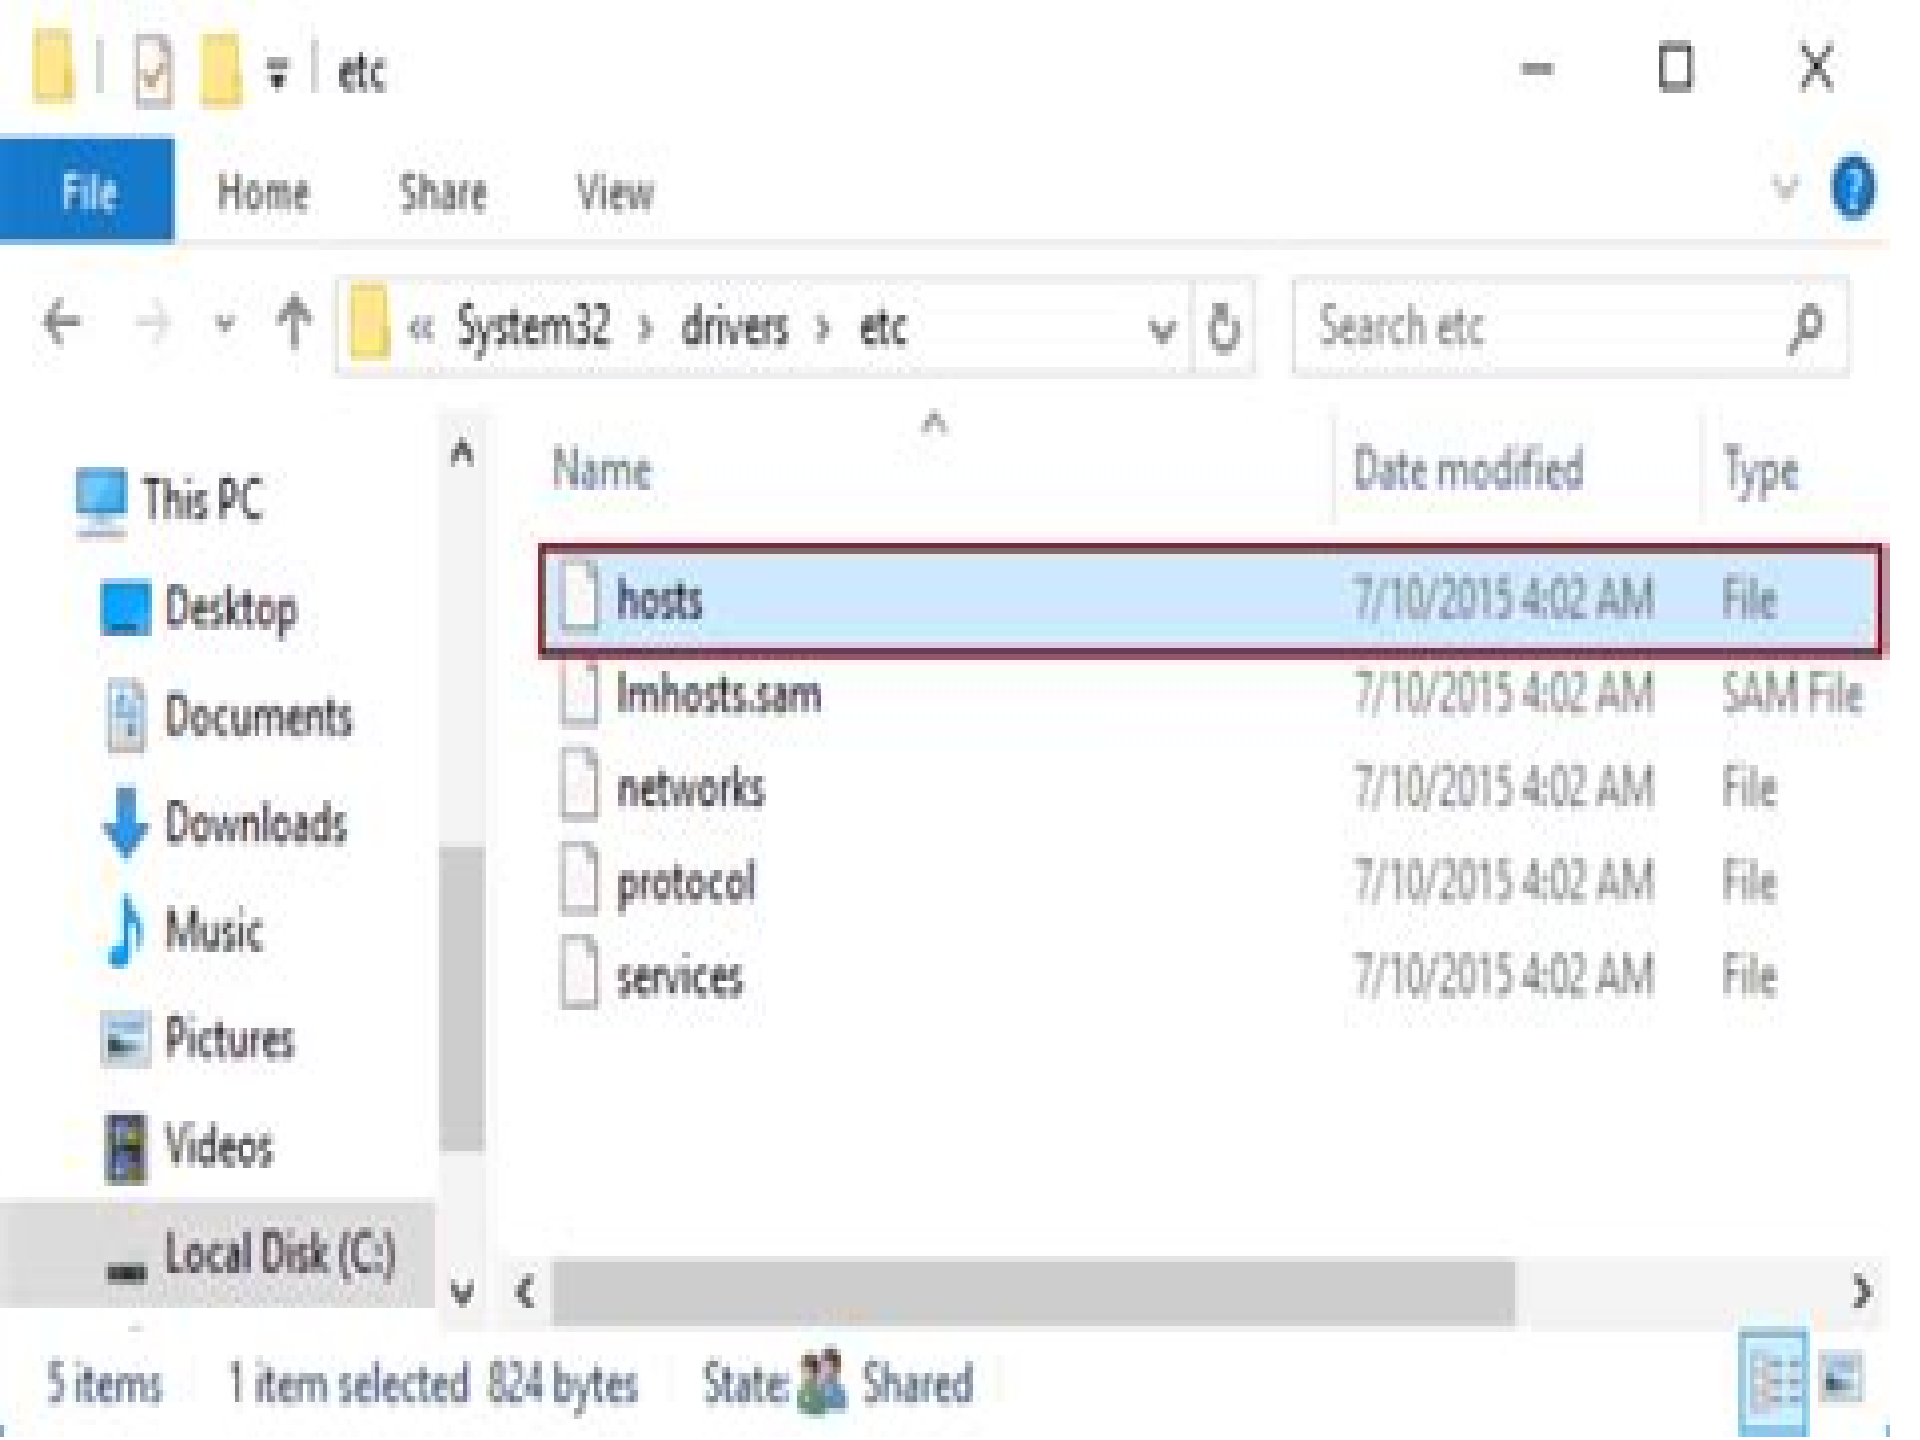 etc
File Home Share View
« System32 › drivers › etc Search etc
Name Date modified Type
This PC
Desktop
Documents
Downloads
Music
Pictures
Videos
Local Disk (C:)
hosts 7/10/2015 4:02 AM File
lmhosts.sam 7/10/2015 4:02 AM SAM File
networks 7/10/2015 4:02 AM File
protocol 7/10/2015 4:02 AM File
services 7/10/2015 4:02 AM File
5 items 1 item selected 824 bytes State: Shared